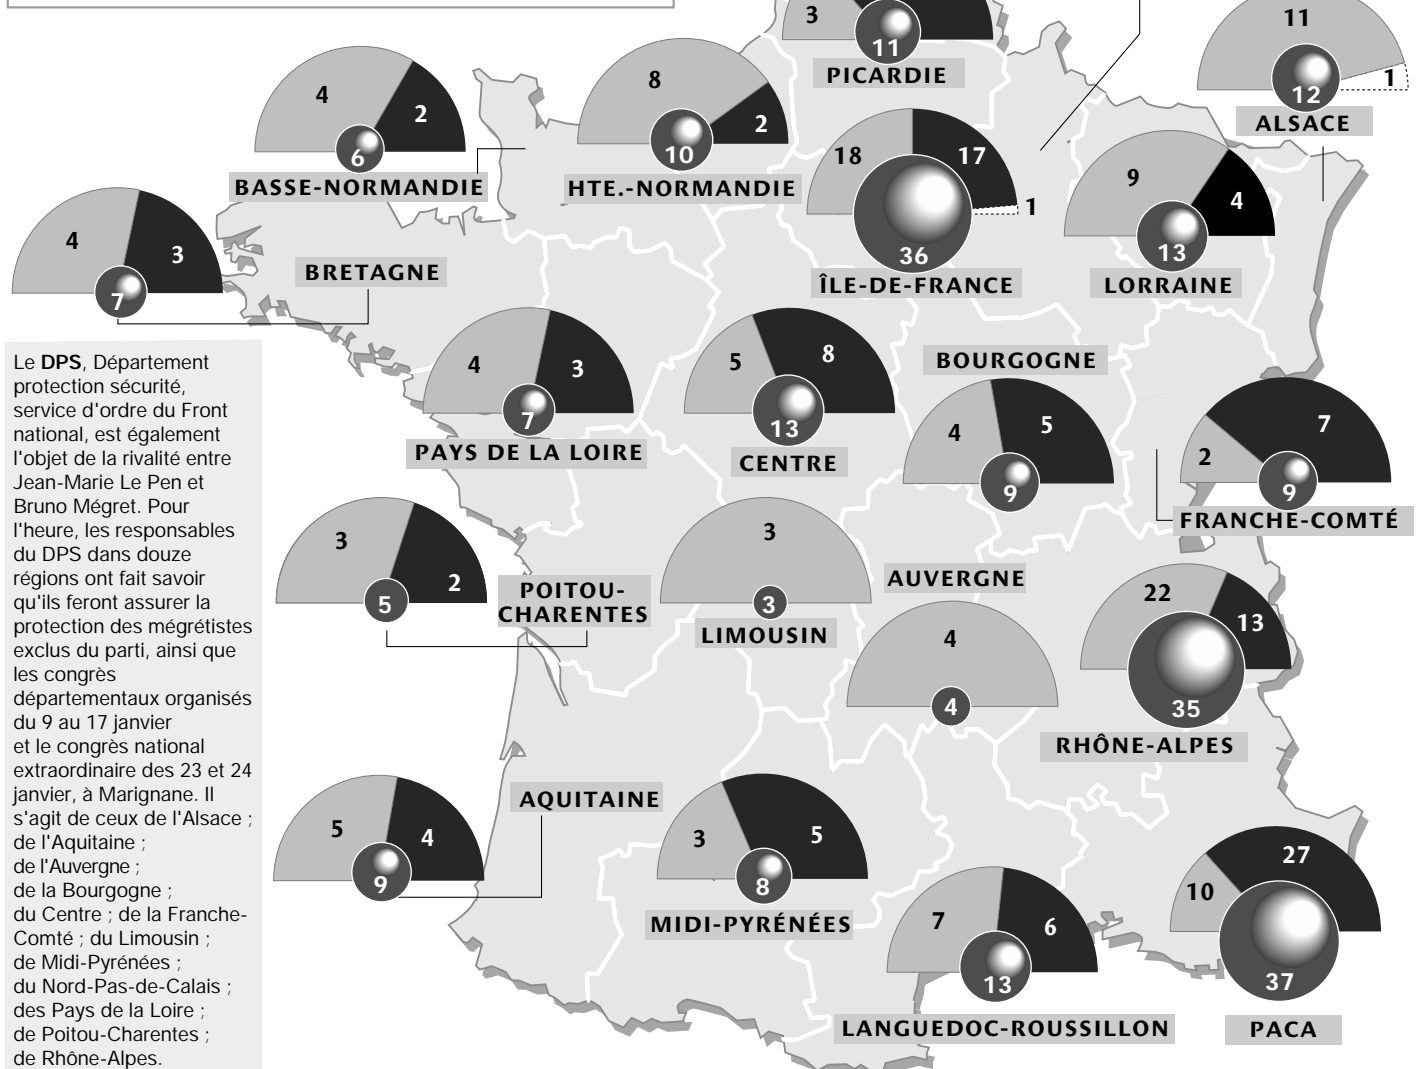 3
11
PICARDIE
11
1
12
ALSACE
4
2
6
BASSE-NORMANDIE
8
2
10
HTE.-NORMANDIE
18
17
1
36
ÎLE-DE-FRANCE
9
4
13
LORRAINE
4
3
7
BRETAGNE
4
3
7
PAYS DE LA LOIRE
5
8
13
CENTRE
BOURGOGNE
4
5
9
7
2
9
FRANCHE-COMTÉ
Le DPS, Département
protection sécurité,
service d'ordre du Front
national, est également
l'objet de la rivalité entre
Jean-Marie Le Pen et
Bruno Mégret. Pour
l'heure, les responsables
du DPS dans douze
régions ont fait savoir
qu'ils feront assurer la
protection des mégrétistes
exclus du parti, ainsi que
les congrès
départementaux organisés
du 9 au 17 janvier
et le congrès national
extraordinaire des 23 et 24
janvier, à Marignane. Il
s'agit de ceux de l'Alsace ;
de l'Aquitaine ;
de l'Auvergne ;
de la Bourgogne ;
du Centre ; de la Franche-
Comté ; du Limousin ;
de Midi-Pyrénées ;
du Nord-Pas-de-Calais ;
des Pays de la Loire ;
de Poitou-Charentes ;
de Rhône-Alpes.
3
2
5
POITOU-
CHARENTES
3
3
LIMOUSIN
AUVERGNE
4
4
22
13
35
RHÔNE-ALPES
5
4
9
AQUITAINE
3
5
8
MIDI-PYRÉNÉES
7
6
13
LANGUEDOC-ROUSSILLON
27
10
37
PACA